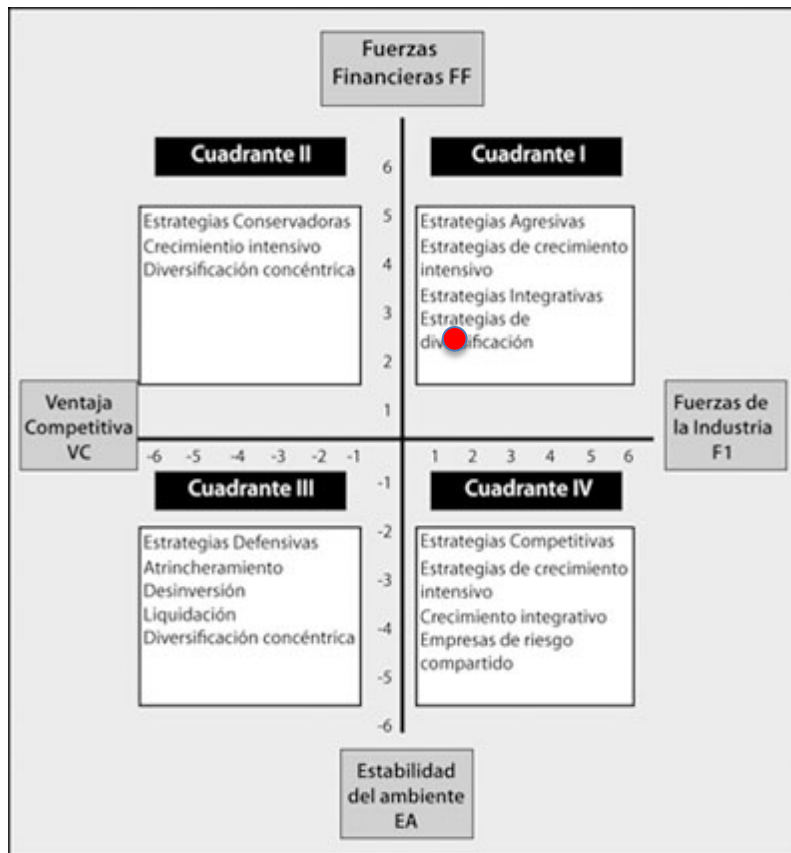 Fuerzas
Financieras FF
Cuadrante II
Cuadrante I
6
5
4
3
2
1
Estrategias Conservadoras
Crecimientio intensivo
Diversificación concéntrica
Estrategias Agresivas
Estrategias de crecimiento
intensivo
Estrategias Integrativas
Estrategias de
Ventaja
Competitiva
VC
Fuerzas de
la Industria
F1
-6 -5 -4 -3 -2 -1
1 2 3 4 5 6
Cuadrante III
Cuadrante IV
-1
-2
-3
-4
-5
-6
Estrategias Defensivas
Atrincheramiento
Desinversión
Liquidación
Diversificación concéntrica
Estrategias Competitivas
Estrategias de crecimiento
intensivo
Crecimiento integrativo
Empresas de riesgo
compartido
Estabilidad
del ambiente
EA